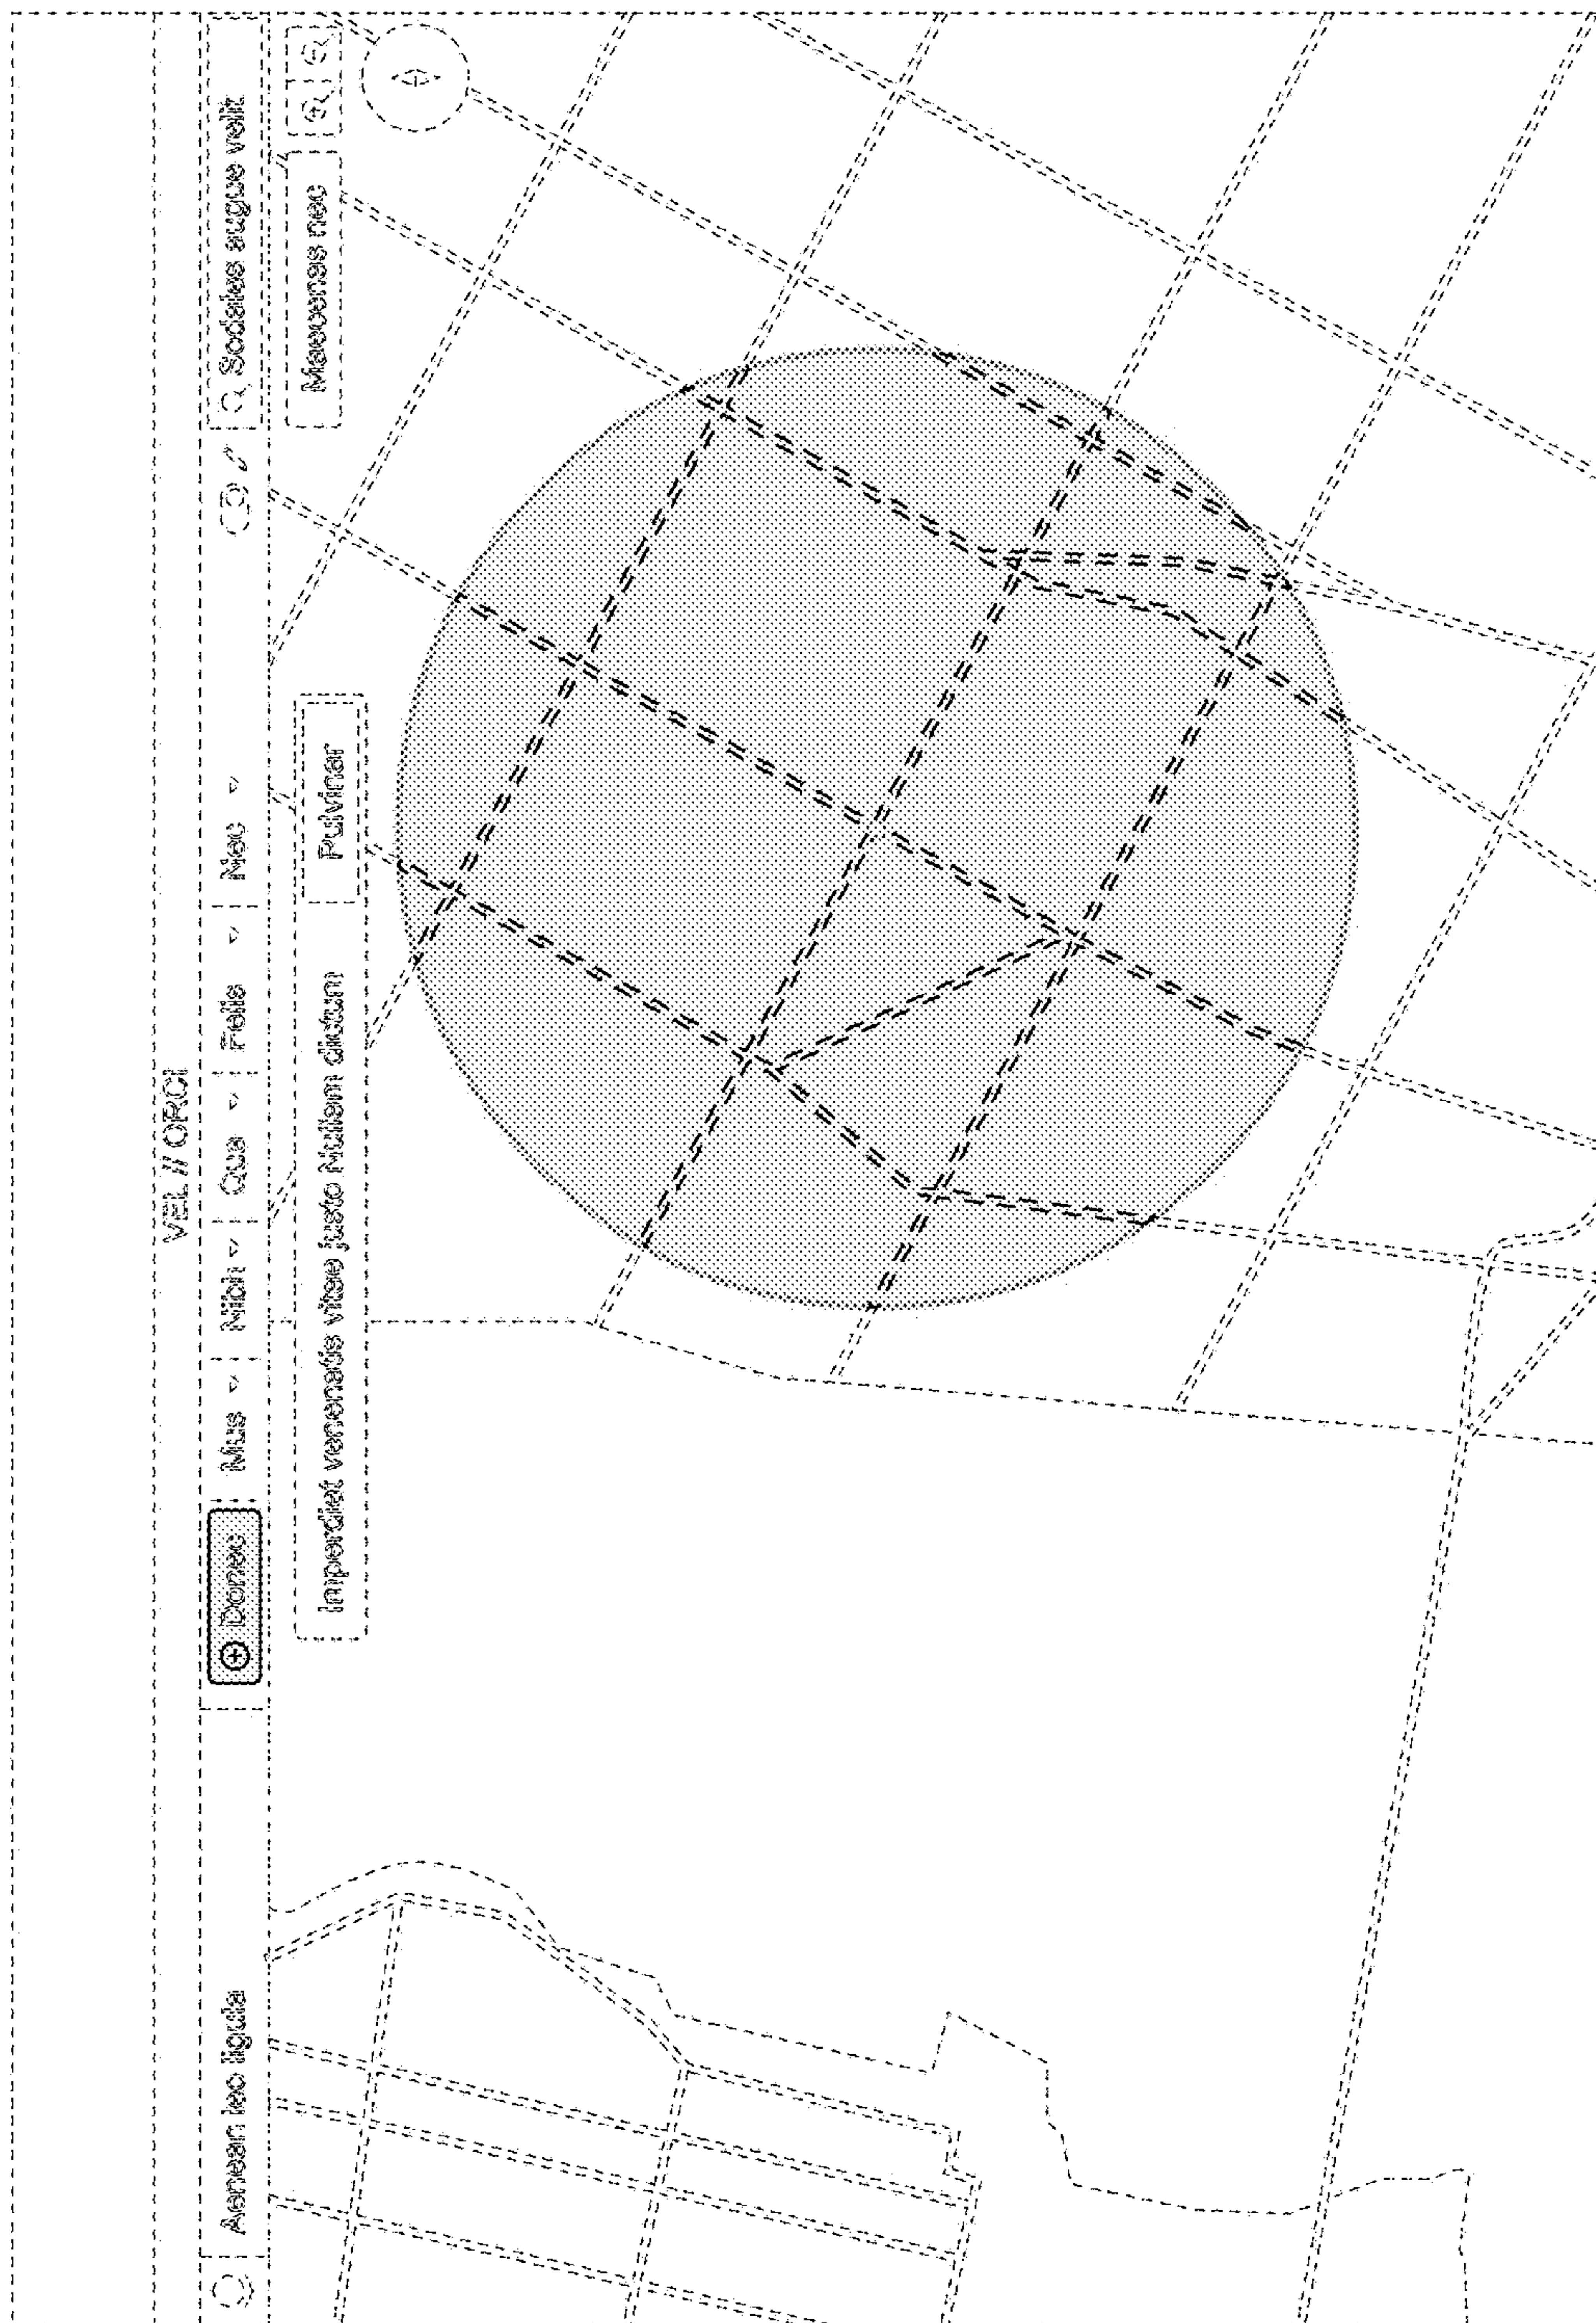 VEL // ORCI
Aenean leo ligula
Donec
Mus
Nibh
Qua
Felis
Nec
Sodales augue velit
Imperdiet venenatis vitae justo Nullam dictum
Pulvinar
Maecenas nec